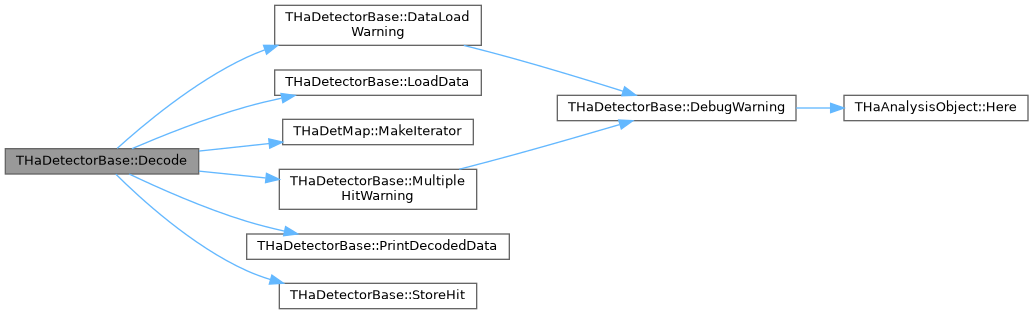 THaDetectorBase::Decode
THaDetectorBase::DataLoad
Warning
THaDetectorBase::LoadData
THaDetMap::MakeIterator
THaDetectorBase::Multiple
HitWarning
THaDetectorBase::PrintDecodedData
THaDetectorBase::StoreHit
THaDetectorBase::DebugWarning
THaAnalysisObject::Here